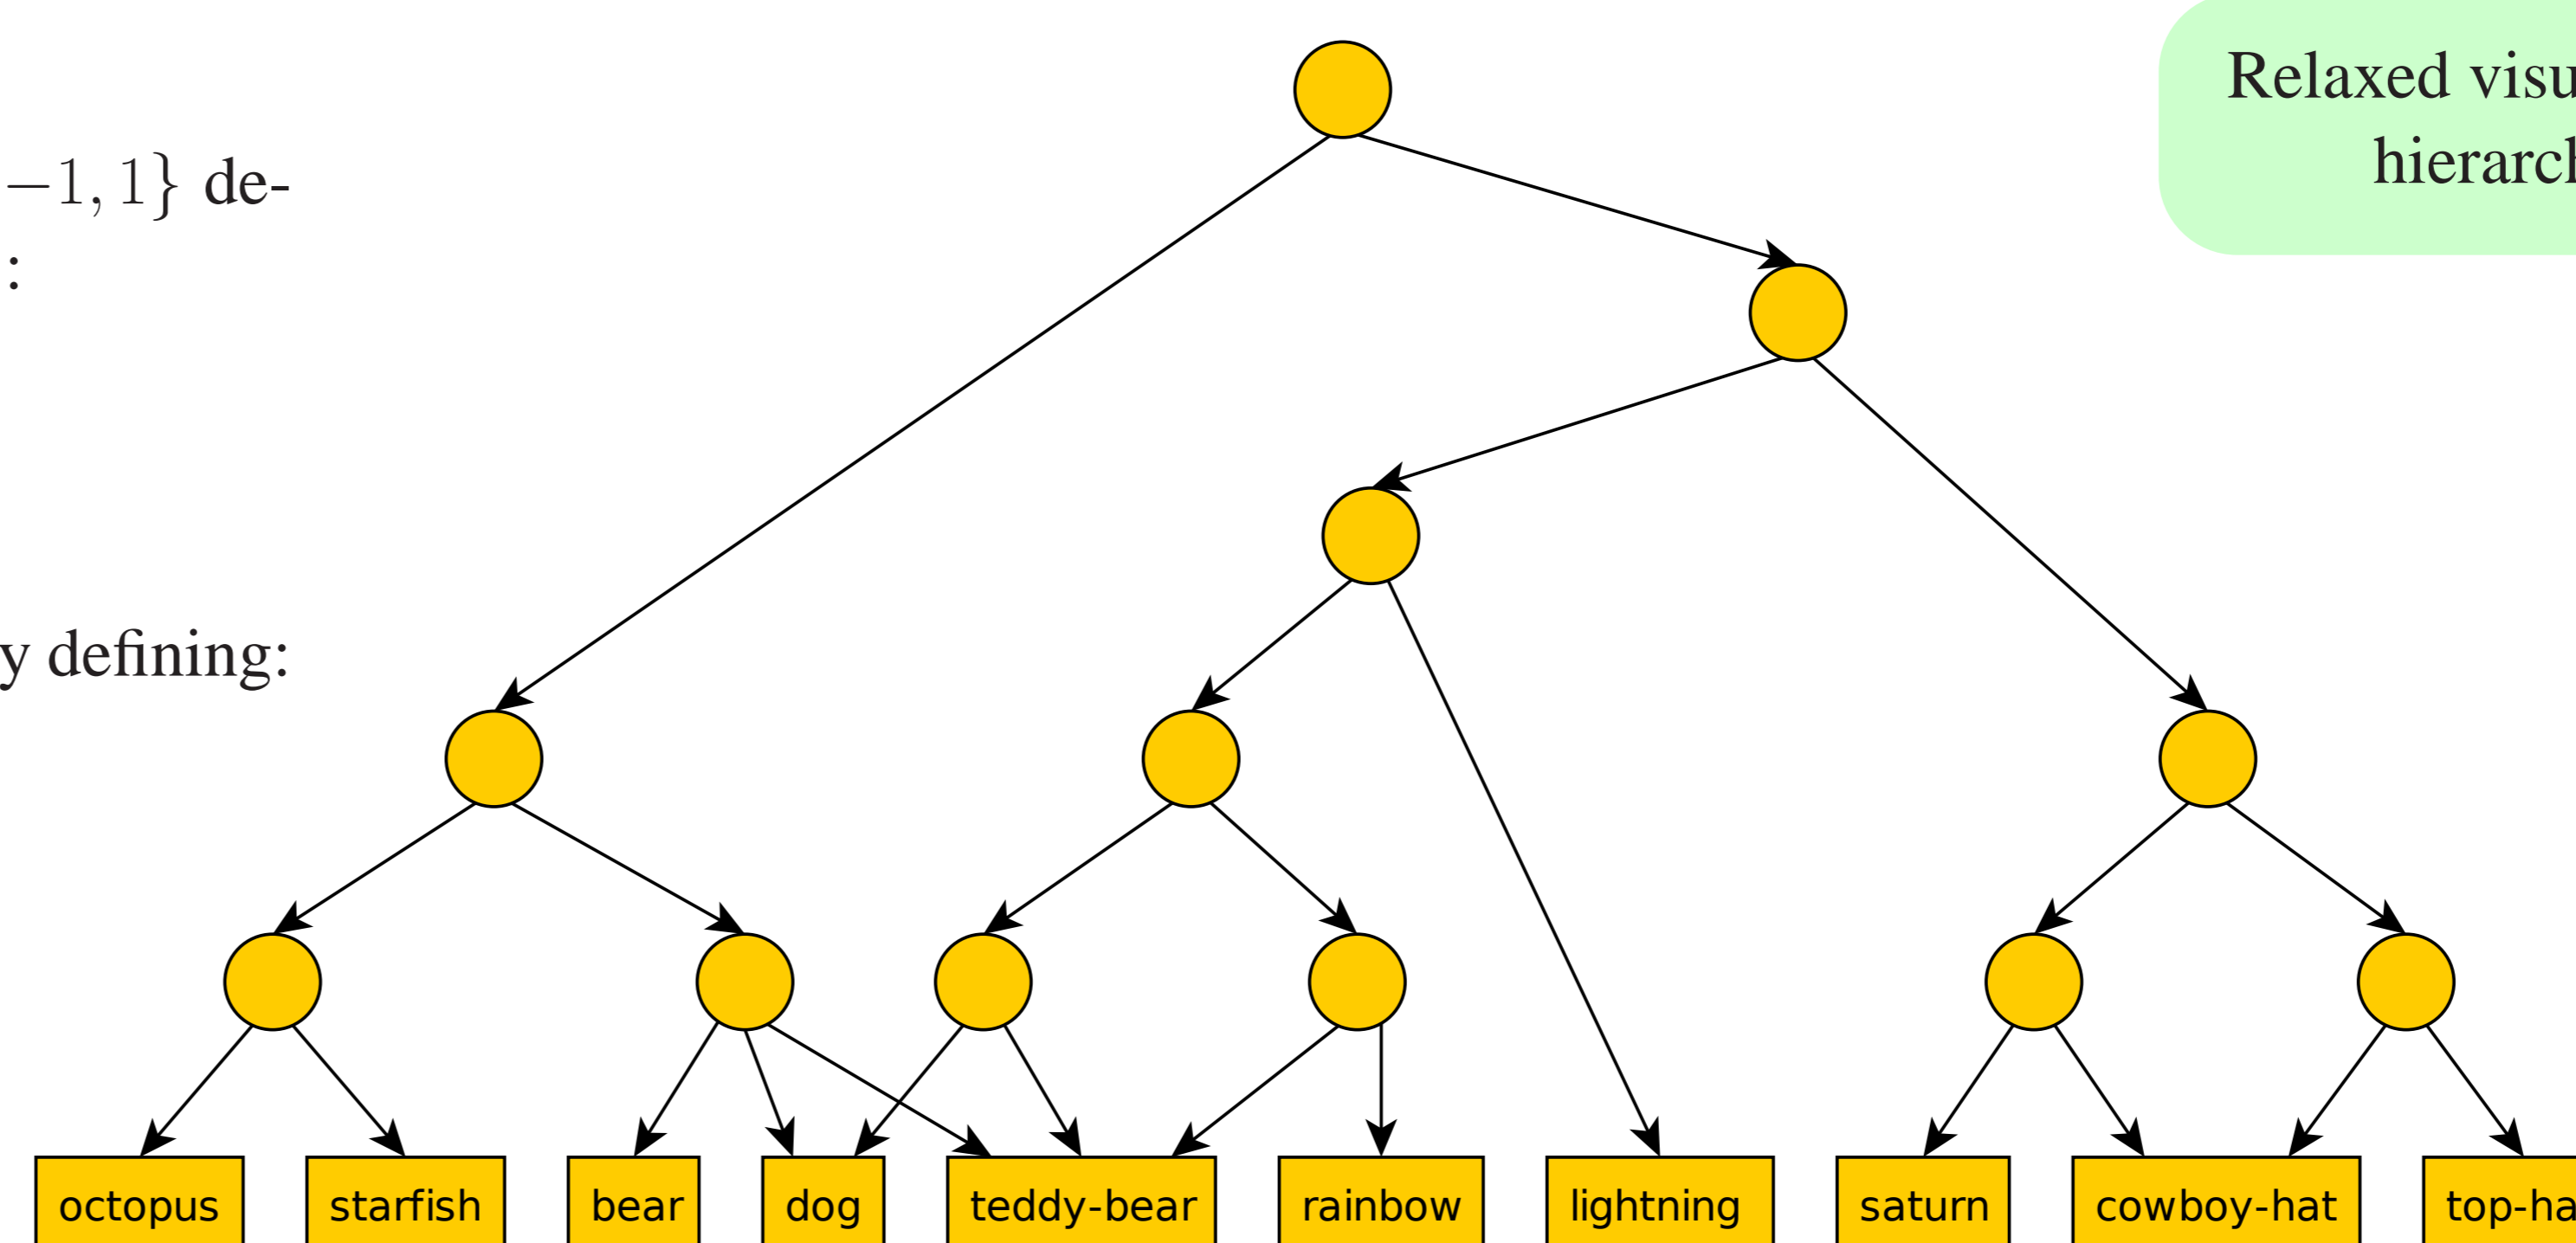 −1, 1} de-
:
y defining:
Relaxed visu
hierarch
octopus
starfish
bear
dog
teddy-bear
rainbow
lightning
saturn
cowboy-hat
top-ha